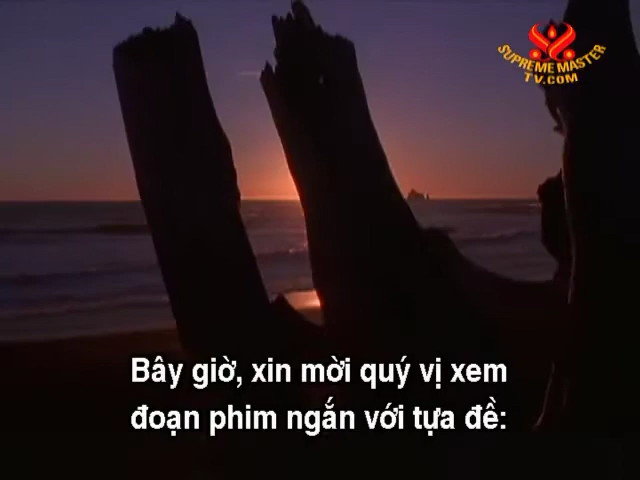 SUPREME MASTER
TV.COM
Bây giờ, xin mời quý vị xem
đoạn phim ngắn với tựa đề: